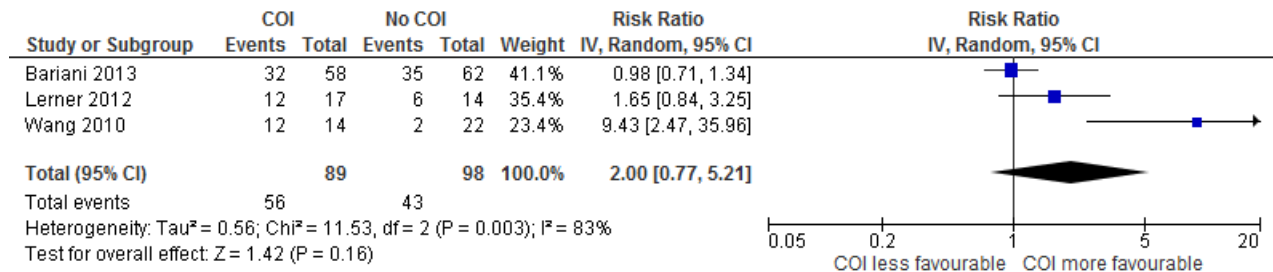 COI No COI Risk Ratio Risk Ratio
Study or Subgroup Events Total Events Total Weight IV, Random, 95% CI IV, Random, 95% CI
Bariani 2013 32 58 35 62 41.1% 0.98 [0.71, 1.34]
Lerner 2012 12 17 6 14 35.4% 1.65 [0.84, 3.25]
Wang 2010 12 14 2 22 23.4% 9.43 [2.47, 35.96]
Total (95% CI) 89 98 100.0% 2.00 [0.77, 5.21]
Total events 56 43
Heterogeneity: Tau² = 0.56; Chi² = 11.53, df = 2 (P = 0.003); I² = 83%
Test for overall effect: Z = 1.42 (P = 0.16)
0.05 0.2 1 5 20
COI less favourable COI more favourable